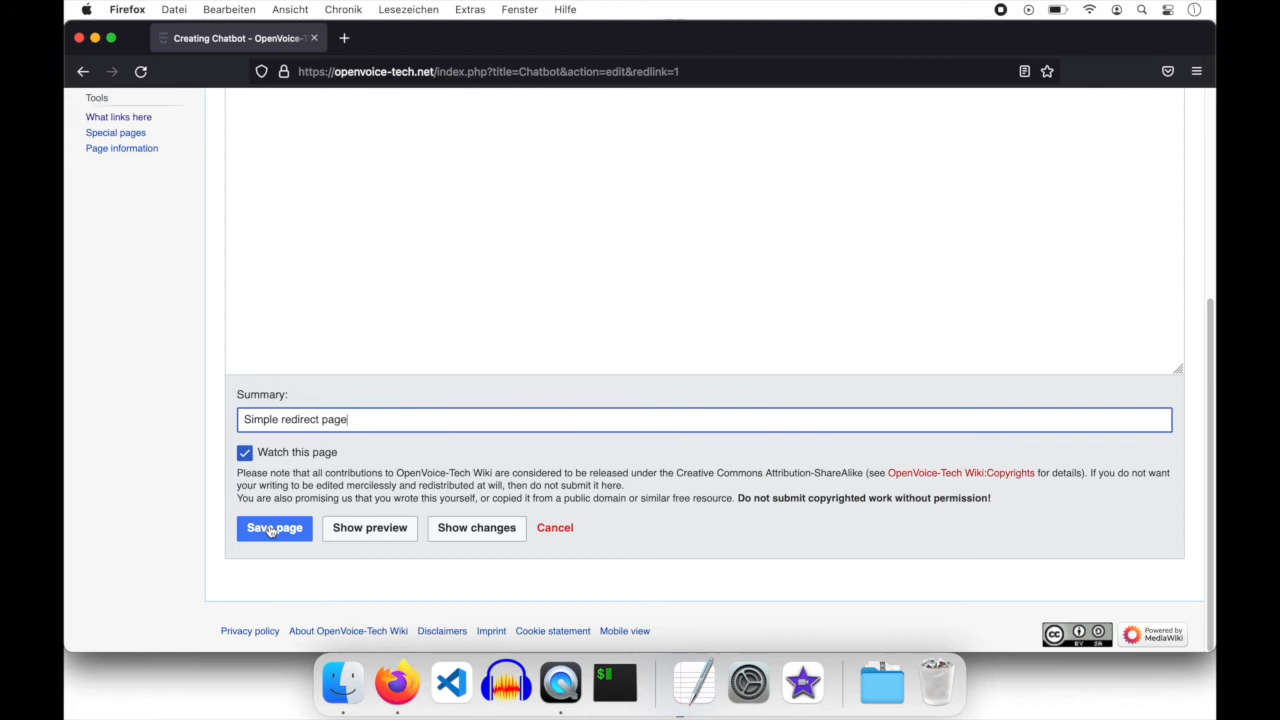 Firefox Datei Bearbeiten Ansicht Chronik Lesezeichen Extras Fenster Hilfe
Creating Chatbot - OpenVoice-T
https://openvoice-tech.net/index.php?title=Chatbot&action=edit&redlink=1
Tools
What links here
Special pages
Page information
Summary:
Simple redirect page
Watch this page
Please note that all contributions to OpenVoice-Tech Wiki are considered to be released under the Creative Commons Attribution-ShareAlike (see OpenVoice-Tech Wiki:Copyrights for details). If you do not want
your writing to be edited mercilessly and redistributed at will, then do not submit it here.
You are also promising us that you wrote this yourself, or copied it from a public domain or similar free resource. Do not submit copyrighted work without permission!
Save page Show preview Show changes Cancel
Privacy policy About OpenVoice-Tech Wiki Disclaimers Imprint Cookie statement Mobile view
cc BY SA Powered by
MediaWiki
$